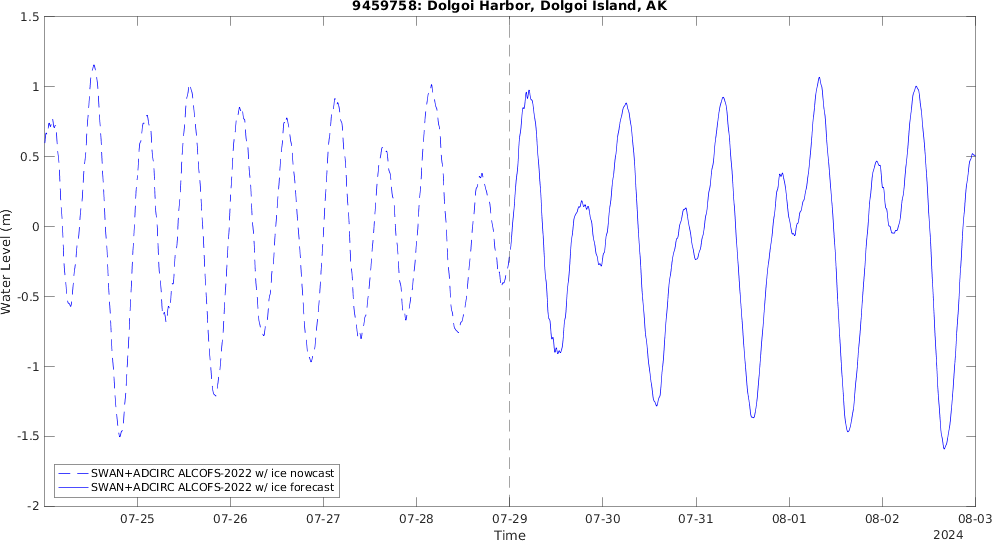 9459758: Dolgoi Harbor, Dolgoi Island, AK
1.5
1
0.5
0
-0.5
-1
-1.5
-2
Water Level (m)
SWAN+ADCIRC ALCOFS-2022 w/ ice nowcast
SWAN+ADCIRC ALCOFS-2022 w/ ice forecast
07-25 07-26 07-27 07-28 07-29 07-30 07-31 08-01 08-02 08-03
Time
2024